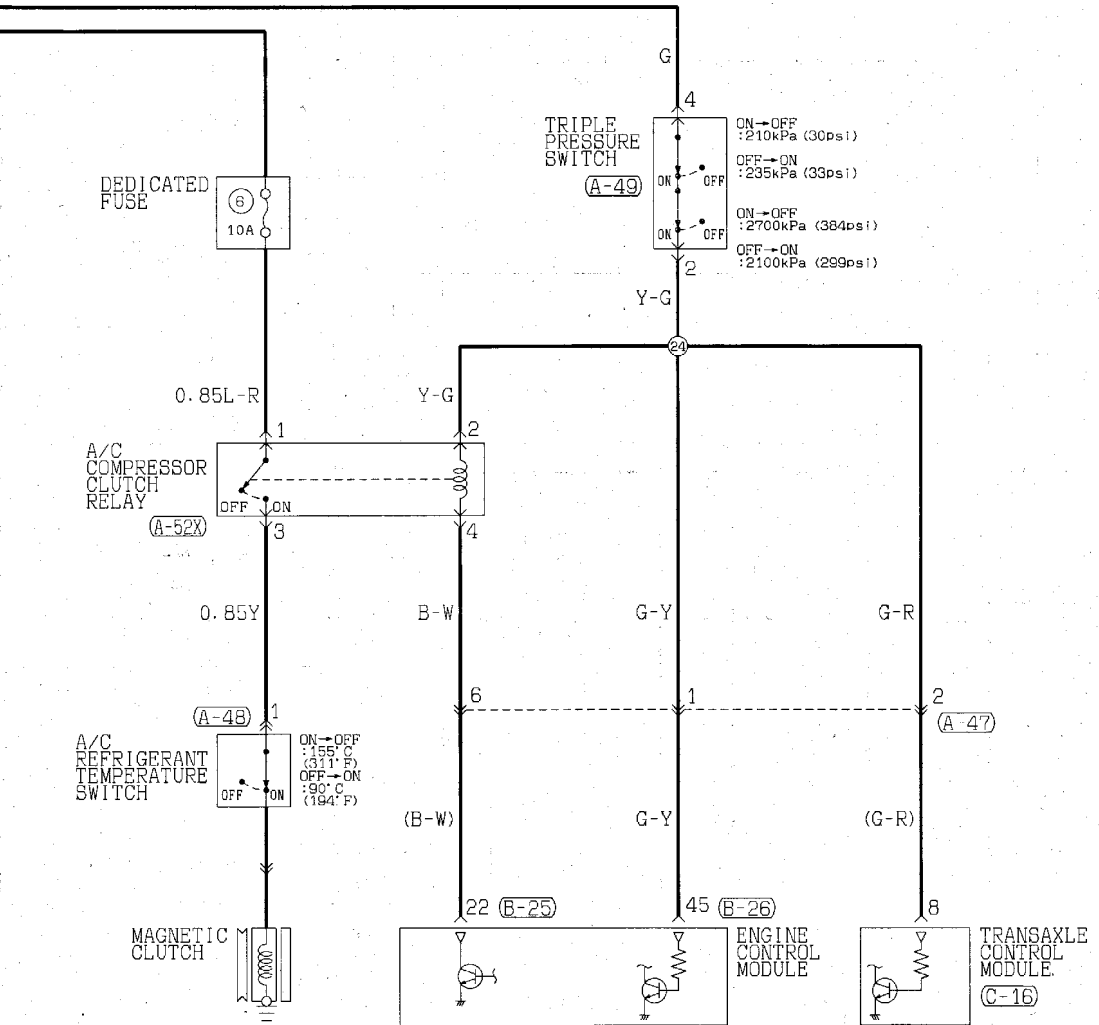 G
4
TRIPLE
PRESSURE
SWITCH
A-49
ON→OFF
:210kPa (30psi)
OFF→ON
:235kPa (33psi)
ON OFF
ON→OFF
:2700kPa (384psi)
ON OFF
OFF→ON
:2100kPa (299psi)
DEDICATED
FUSE
6
10A
2
Y-G
24
0.85L-R
Y-G
1
2
A/C
COMPRESSOR
CLUTCH
RELAY
OFF ON
A-52X
3
4
0.85Y
B-W
G-Y
G-R
6
1
2
A-47
A-48
1
A/C
REFRIGERANT
TEMPERATURE
SWITCH
OFF ON
ON→OFF
:155°C
(311°F)
OFF→ON
:90°C
(194°F)
(B-W)
G-Y
(G-R)
22
B-25
45
B-26
8
MAGNETIC
CLUTCH
ENGINE
CONTROL
MODULE
TRANSAXLE
CONTROL
MODULE
C-16